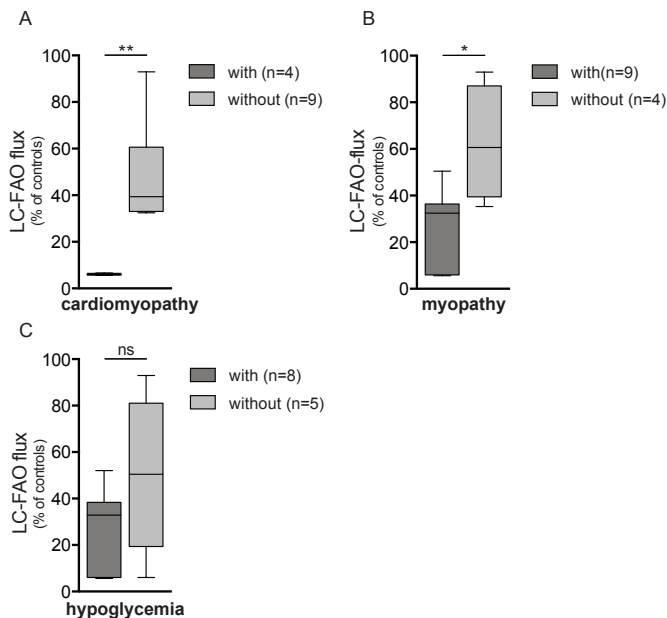 A
**
100
80
60
40
20
0
LC-FAO flux
(% of controls)
with (n=4)
without (n=9)
cardiomyopathy
B
*
100
80
60
40
20
0
LC-FAO-flux
(% of controls)
with(n=9)
without (n=4)
myopathy
C
ns
100
80
60
40
20
0
LC-FAO flux
(% of controls)
with (n=8)
without (n=5)
hypoglycemia